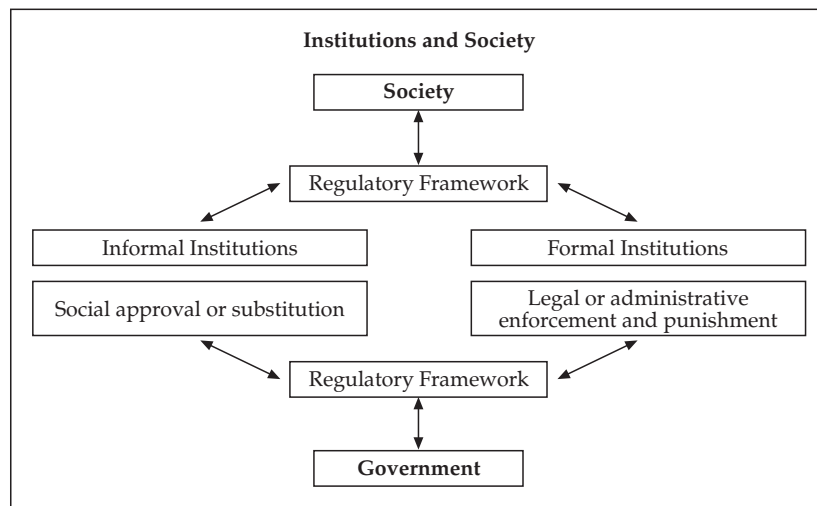 Institutions and Society
Society
Regulatory Framework
Informal Institutions
Formal Institutions
Social approval or substitution
Legal or administrative
enforcement and punishment
Regulatory Framework
Government